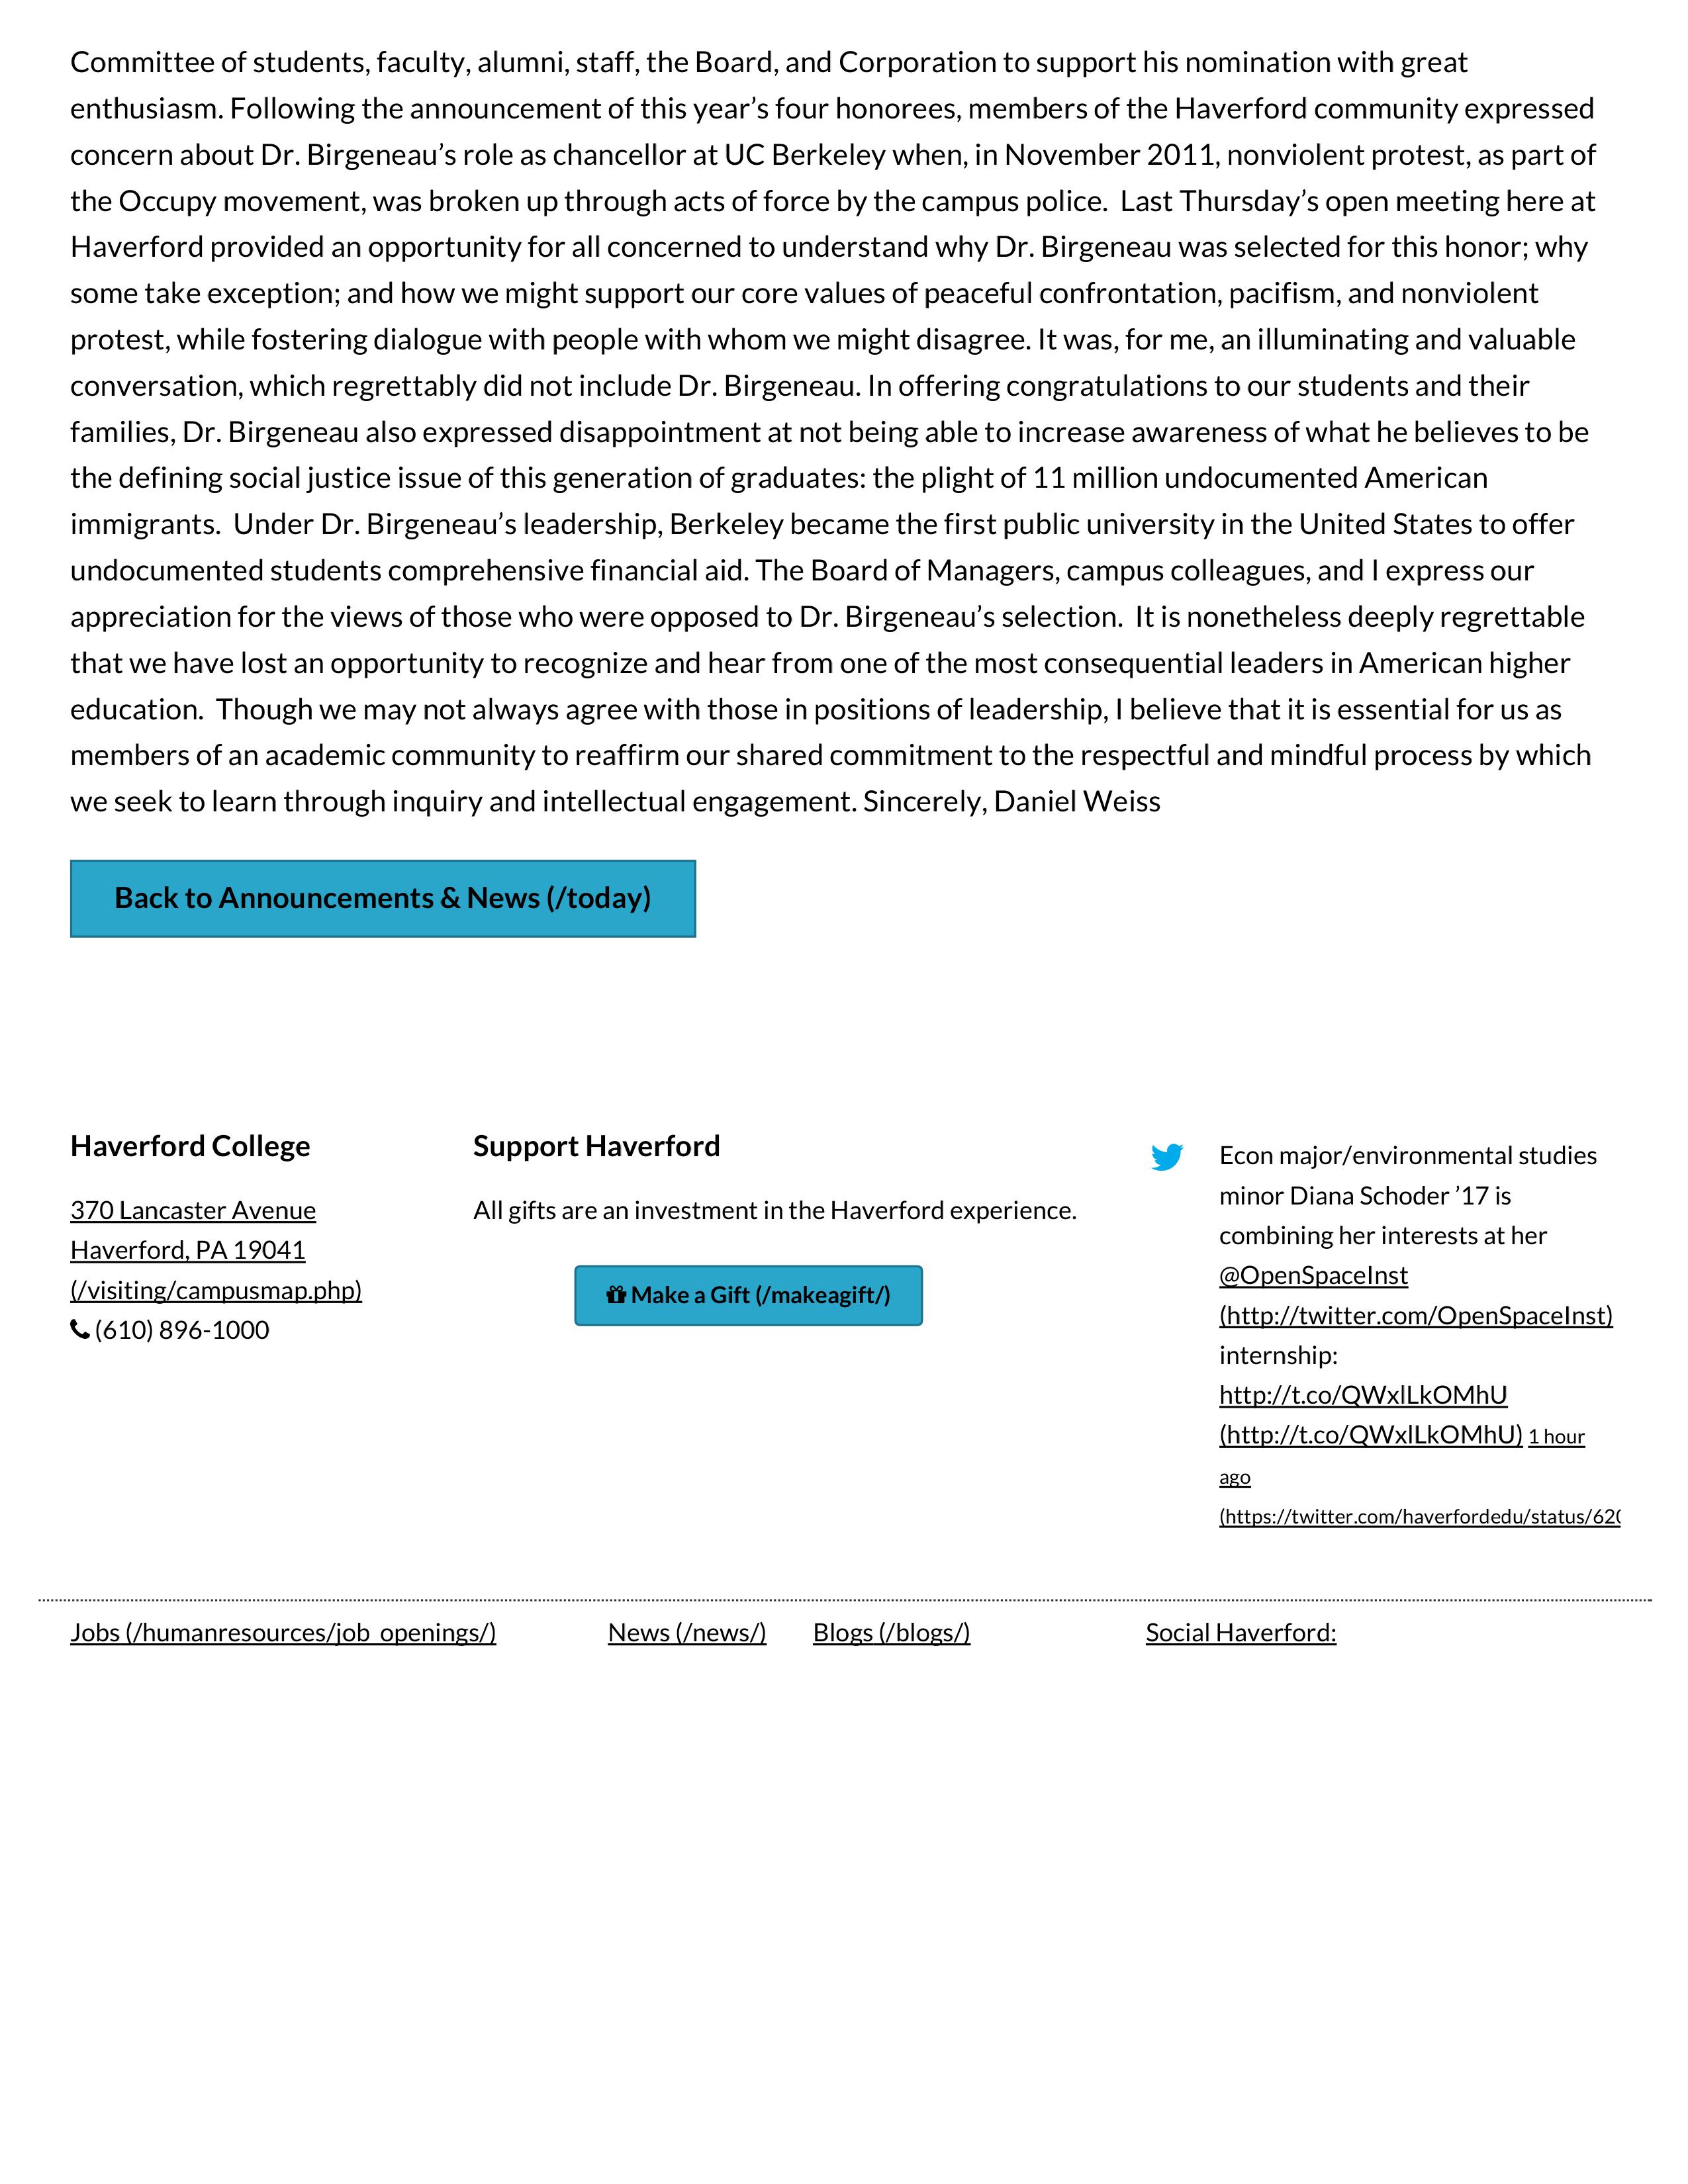 Committee of students, faculty, alumni, staff, the Board, and Corporation to support his nomination with great
enthusiasm. Following the announcement of this year’s four honorees, members of the Haverford community expressed
concern about Dr. Birgeneau’s role as chancellor at UC Berkeley when, in November 2011, nonviolent protest, as part of
the Occupy movement, was broken up through acts of force by the campus police.  Last Thursday’s open meeting here at
Haverford provided an opportunity for all concerned to understand why Dr. Birgeneau was selected for this honor; why
some take exception; and how we might support our core values of peaceful confrontation, pacifism, and nonviolent
protest, while fostering dialogue with people with whom we might disagree. It was, for me, an illuminating and valuable
conversation, which regrettably did not include Dr. Birgeneau. In offering congratulations to our students and their
families, Dr. Birgeneau also expressed disappointment at not being able to increase awareness of what he believes to be
the defining social justice issue of this generation of graduates: the plight of 11 million undocumented American
immigrants.  Under Dr. Birgeneau’s leadership, Berkeley became the first public university in the United States to offer
undocumented students comprehensive financial aid. The Board of Managers, campus colleagues, and I express our
appreciation for the views of those who were opposed to Dr. Birgeneau’s selection.  It is nonetheless deeply regrettable
that we have lost an opportunity to recognize and hear from one of the most consequential leaders in American higher
education.  Though we may not always agree with those in positions of leadership, I believe that it is essential for us as
members of an academic community to reaffirm our shared commitment to the respectful and mindful process by which
we seek to learn through inquiry and intellectual engagement. Sincerely, Daniel Weiss
Back to Announcements & News (/today)
Haverford College
370 Lancaster Avenue
Haverford, PA 19041
(/visiting/campusmap.php)
(610) 896-1000
Support Haverford
All gifts are an investment in the Haverford experience.
Make a Gift (/makeagift/)
Econ major/environmental studies
minor Diana Schoder ’17 is
combining her interests at her
@OpenSpaceInst
(http://twitter.com/OpenSpaceInst)
internship:
http://t.co/QWxlLkOMhU
(http://t.co/QWxlLkOMhU) 1 hour
ago
(https://twitter.com/haverfordedu/status/620
Jobs (/humanresources/job_openings/)
News (/news/)
Blogs (/blogs/)
Social Haverford: